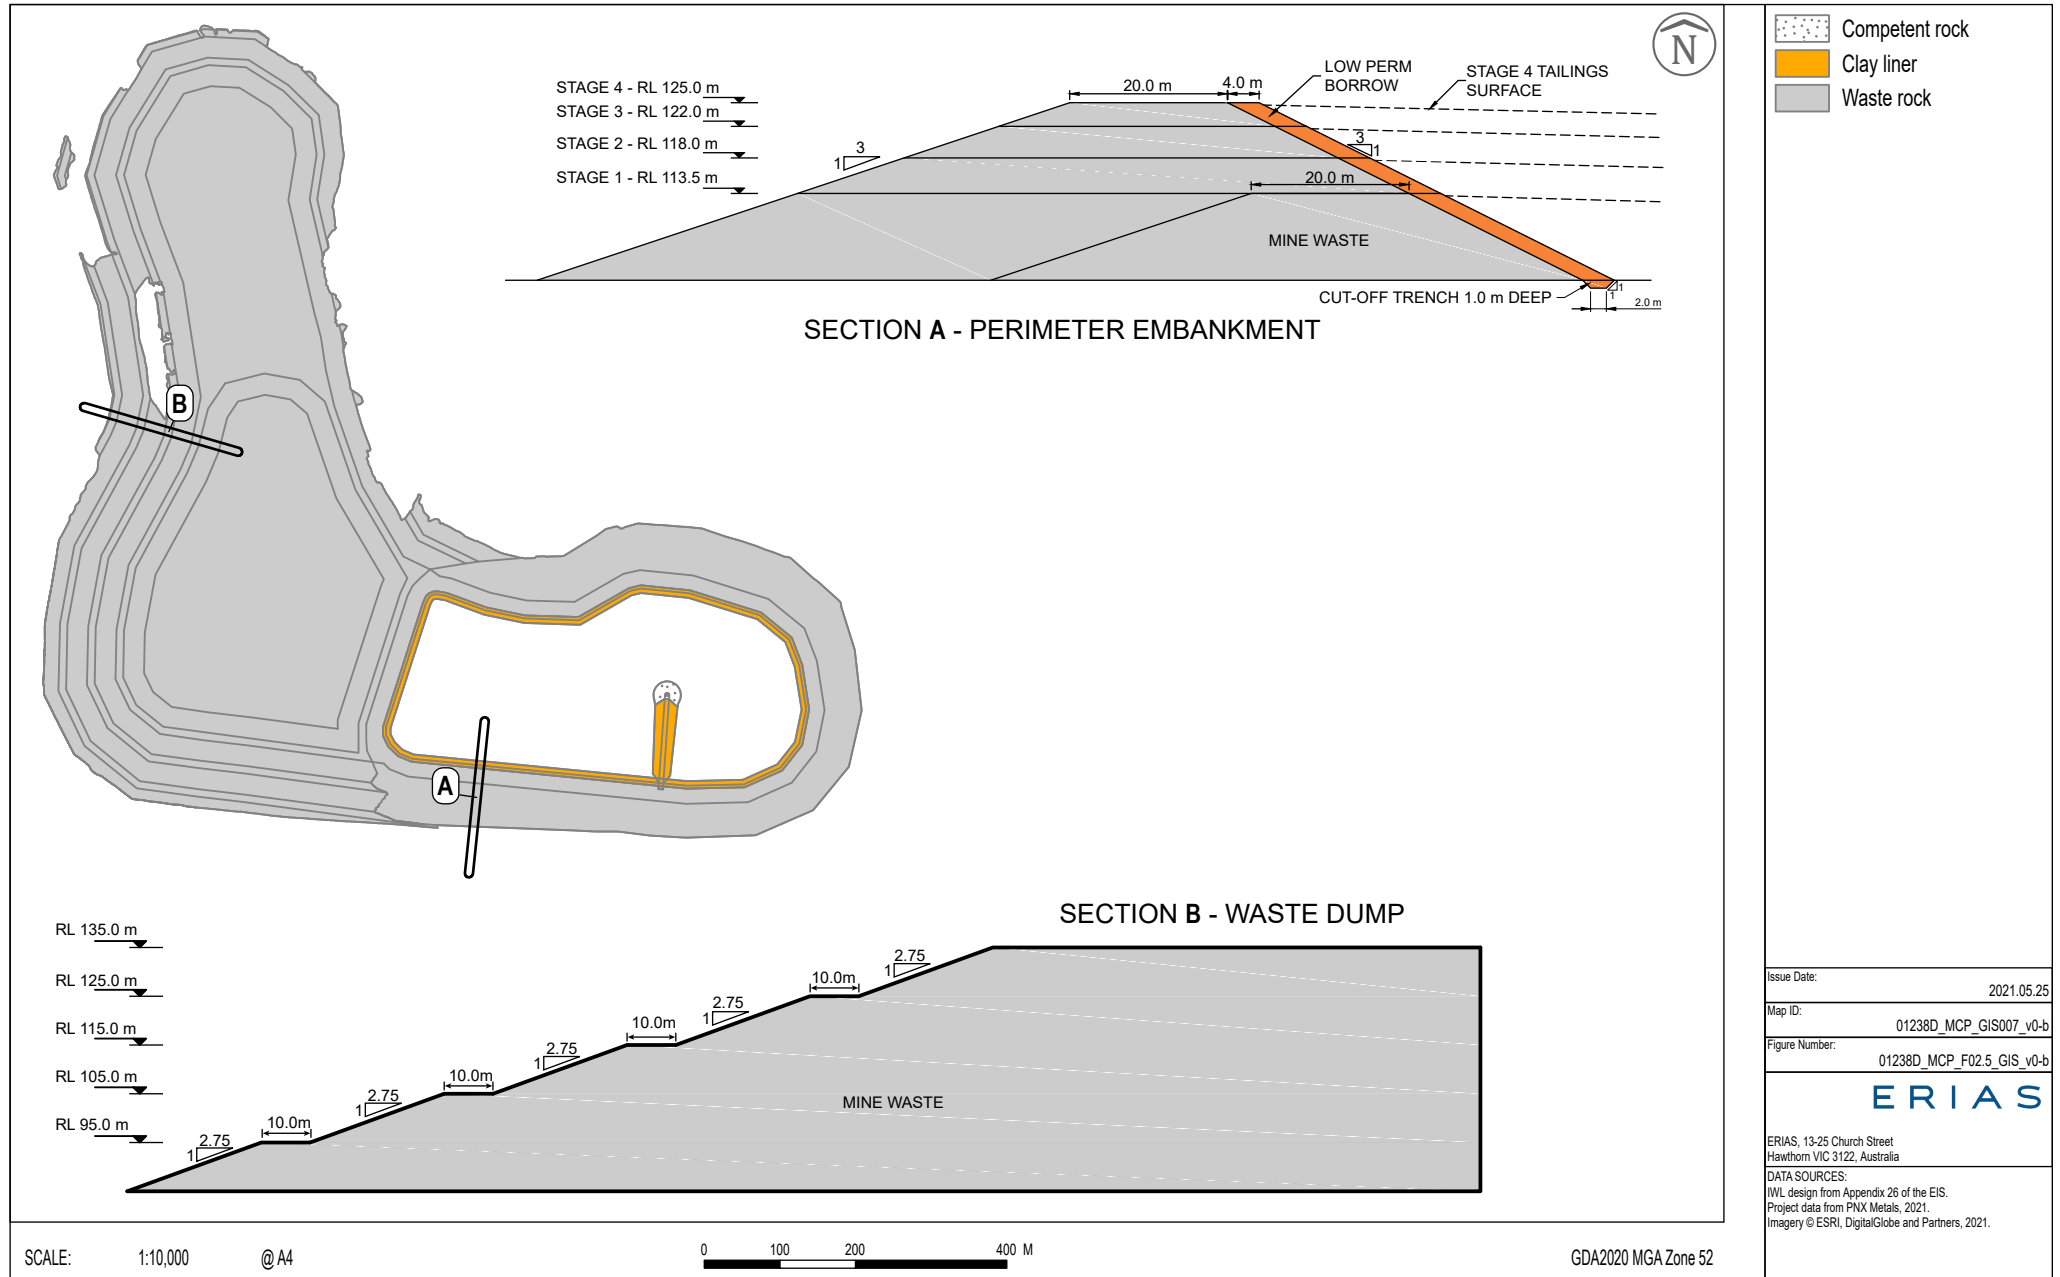 N
Competent rock
Clay liner
Waste rock
STAGE 4 - RL 125.0 m
STAGE 3 - RL 122.0 m
STAGE 2 - RL 118.0 m
STAGE 1 - RL 113.5 m
20.0 m
4.0 m
LOW PERM
BORROW
STAGE 4 TAILINGS
SURFACE
3
1
3
1
20.0 m
MINE WASTE
CUT-OFF TRENCH 1.0 m DEEP
1
1
2.0 m
SECTION A - PERIMETER EMBANKMENT
B
A
SECTION B - WASTE DUMP
RL 135.0 m
RL 125.0 m
RL 115.0 m
RL 105.0 m
RL 95.0 m
2.75
1
10.0m
2.75
1
10.0m
2.75
1
10.0m
2.75
1
10.0m
2.75
1
MINE WASTE
SCALE: 1:10,000 @ A4
0 100 200 400 M
GDA2020 MGA Zone 52
Issue Date:
2021.05.25
Map ID:
01238D_MCP_GIS007_v0-b
Figure Number:
01238D_MCP_F02.5_GIS_v0-b
ERIAS
ERIAS, 13-25 Church Street
Hawthorn VIC 3122, Australia
DATA SOURCES:
IWL design from Appendix 26 of the EIS.
Project data from PNX Metals, 2021.
Imagery © ESRI, DigitalGlobe and Partners, 2021.